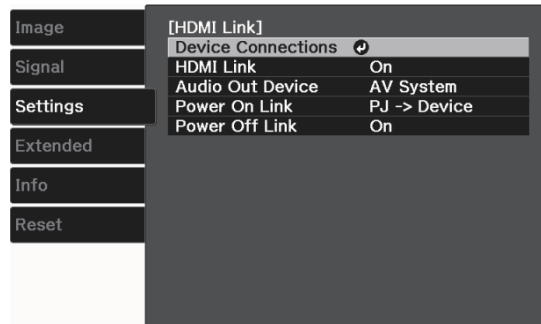 Image
Signal
Settings
Extended
Info
Reset
[HDMI Link]
Device Connections
HDMI Link On
Audio Out Device AV System
Power On Link PJ -> Device
Power Off Link On